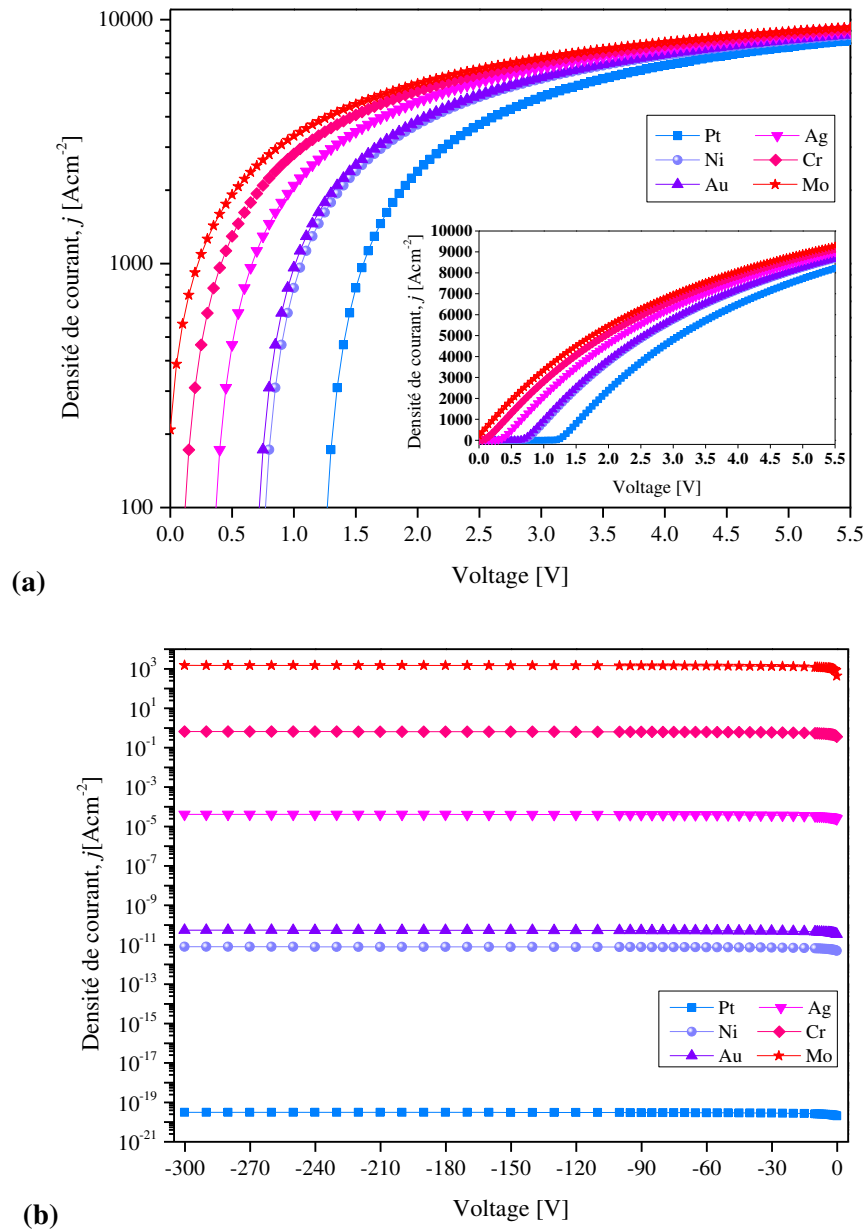 10000
1000
100
Densité de courant, j [Acm-2]
Pt Ag
Ni Cr
Au Mo
10000
9000
8000
7000
6000
5000
4000
3000
2000
1000
0
Densité de courant, j [Acm-2]
0.0 0.5 1.0 1.5 2.0 2.5 3.0 3.5 4.0 4.5 5.0 5.5
Voltage [V]
0.0 0.5 1.0 1.5 2.0 2.5 3.0 3.5 4.0 4.5 5.0 5.5
Voltage [V]
(a)
10^3
10^1
10^-1
10^-3
10^-5
10^-7
10^-9
10^-11
10^-13
10^-15
10^-17
10^-19
10^-21
Densité de courant, j[Acm-2]
Pt Ag
Ni Cr
Au Mo
-300 -270 -240 -210 -180 -150 -120 -90 -60 -30 0
Voltage [V]
(b)